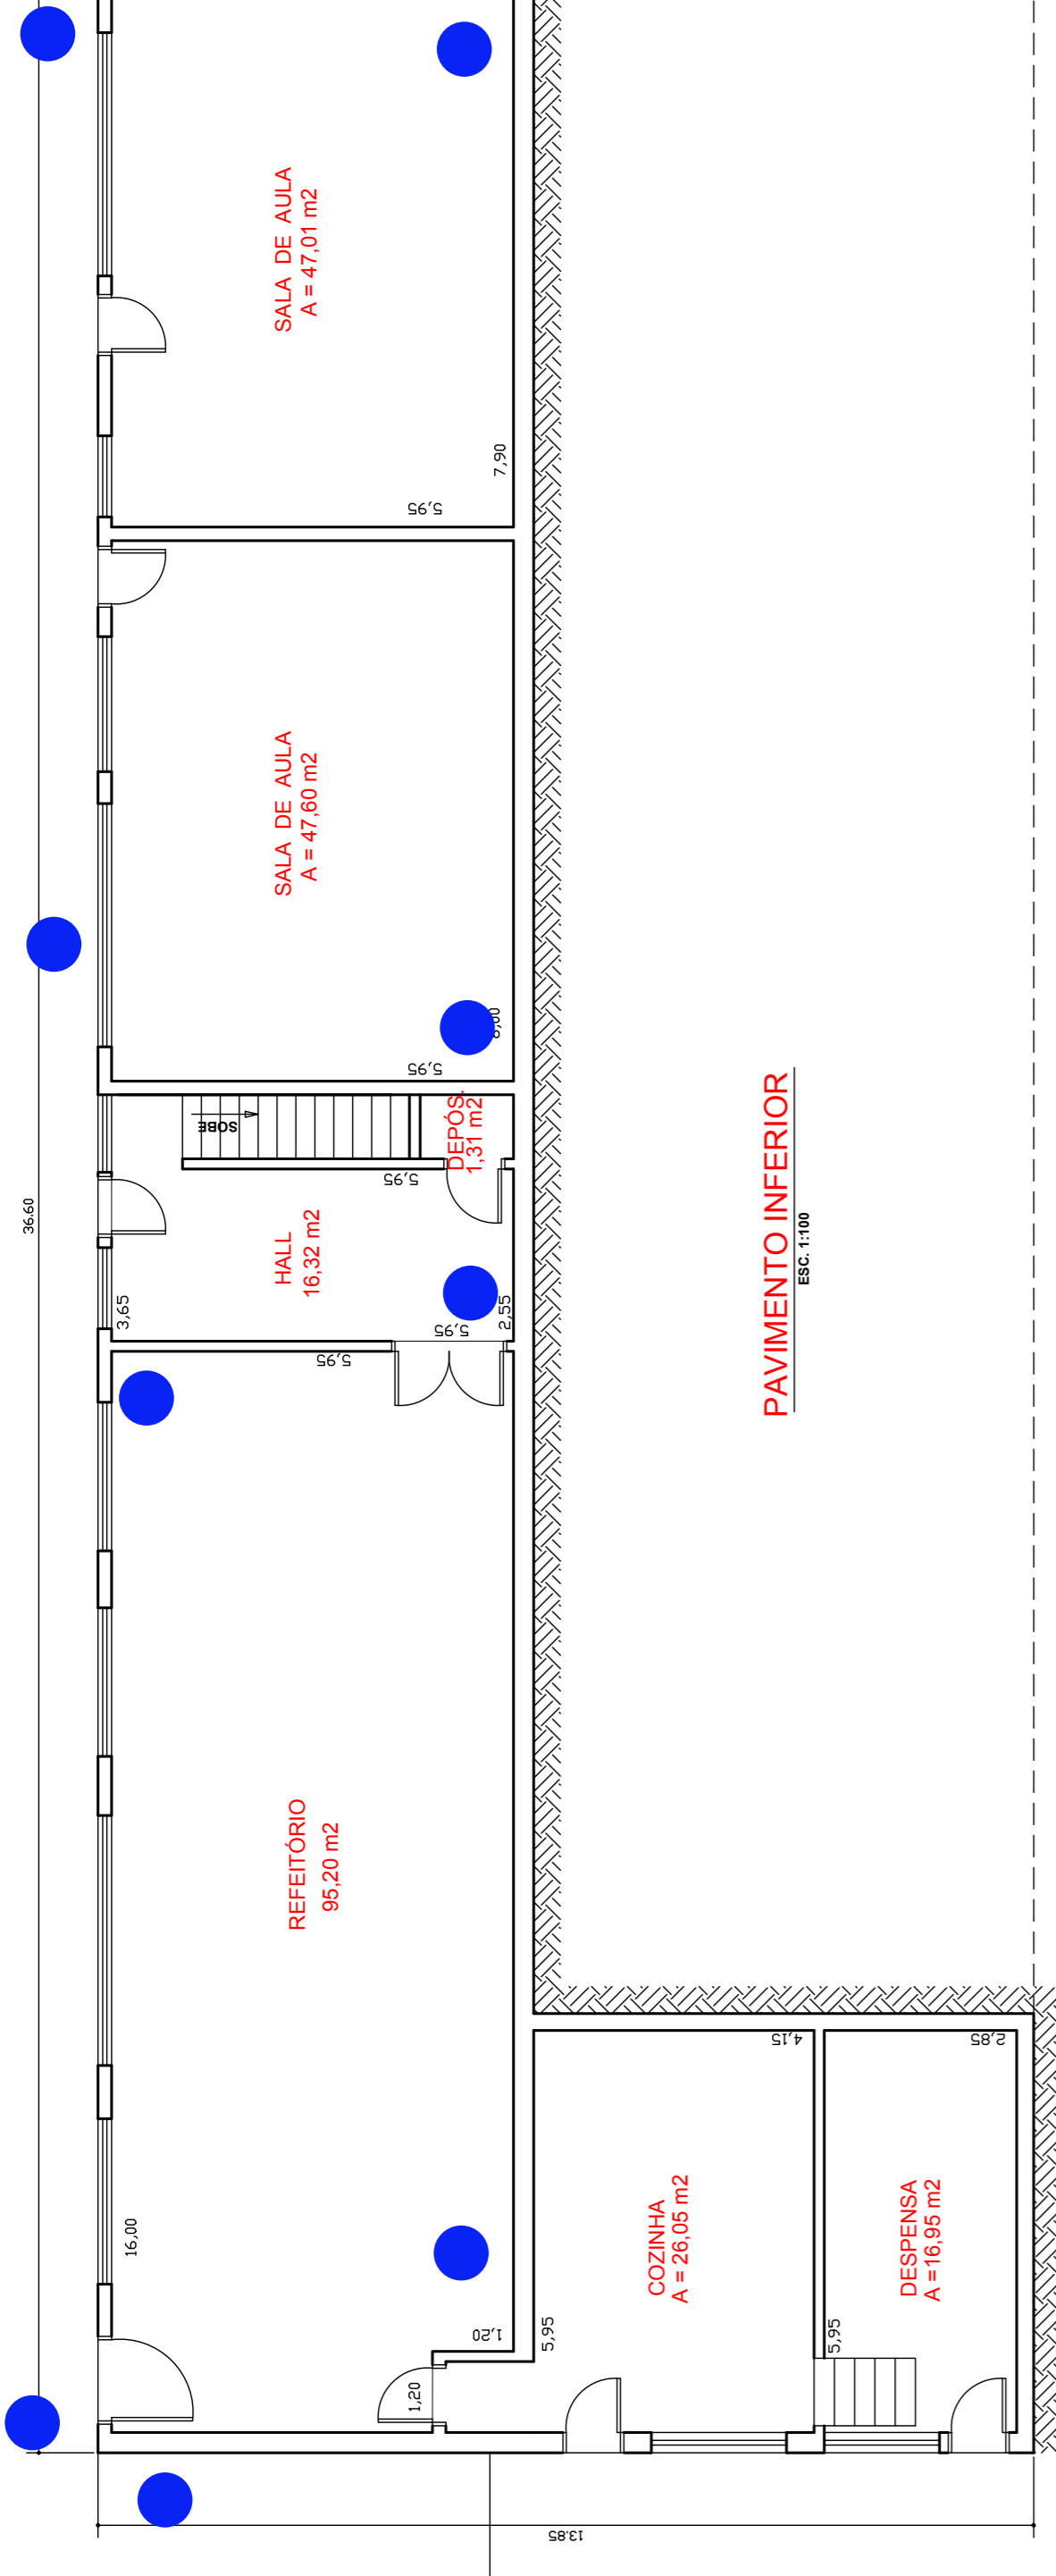 SALA DE AULA
A = 47,01 m2
7,90
5,95
SALA DE AULA
A = 47,60 m2
5,95
SOBE
DEPÓS.
1,31 m2
5,95
36.60
HALL
16,32 m2
3,65
2,55
5,95
5,95
PAVIMENTO INFERIOR
ESC. 1:100
REFEITÓRIO
95,20 m2
16,00
1,20
1,20
4,15
2,85
COZINHA
A = 26,05 m2
5,95
DESPENSA
A =16,95 m2
5,95
13.85